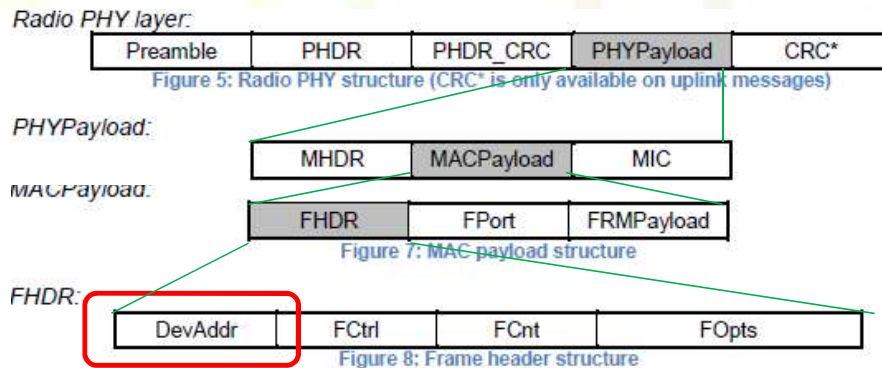 Radio PHY layer:
Preamble PHDR PHDR_CRC PHYPayload CRC*
Figure 5: Radio PHY structure (CRC* is only available on uplink messages)
PHYPayload:
MHDR MACPayload MIC
MACPayload:
FHDR FPort FRMPayload
Figure 7: MAC payload structure
FHDR:
DevAddr FCtrl FCnt FOpts
Figure 8: Frame header structure